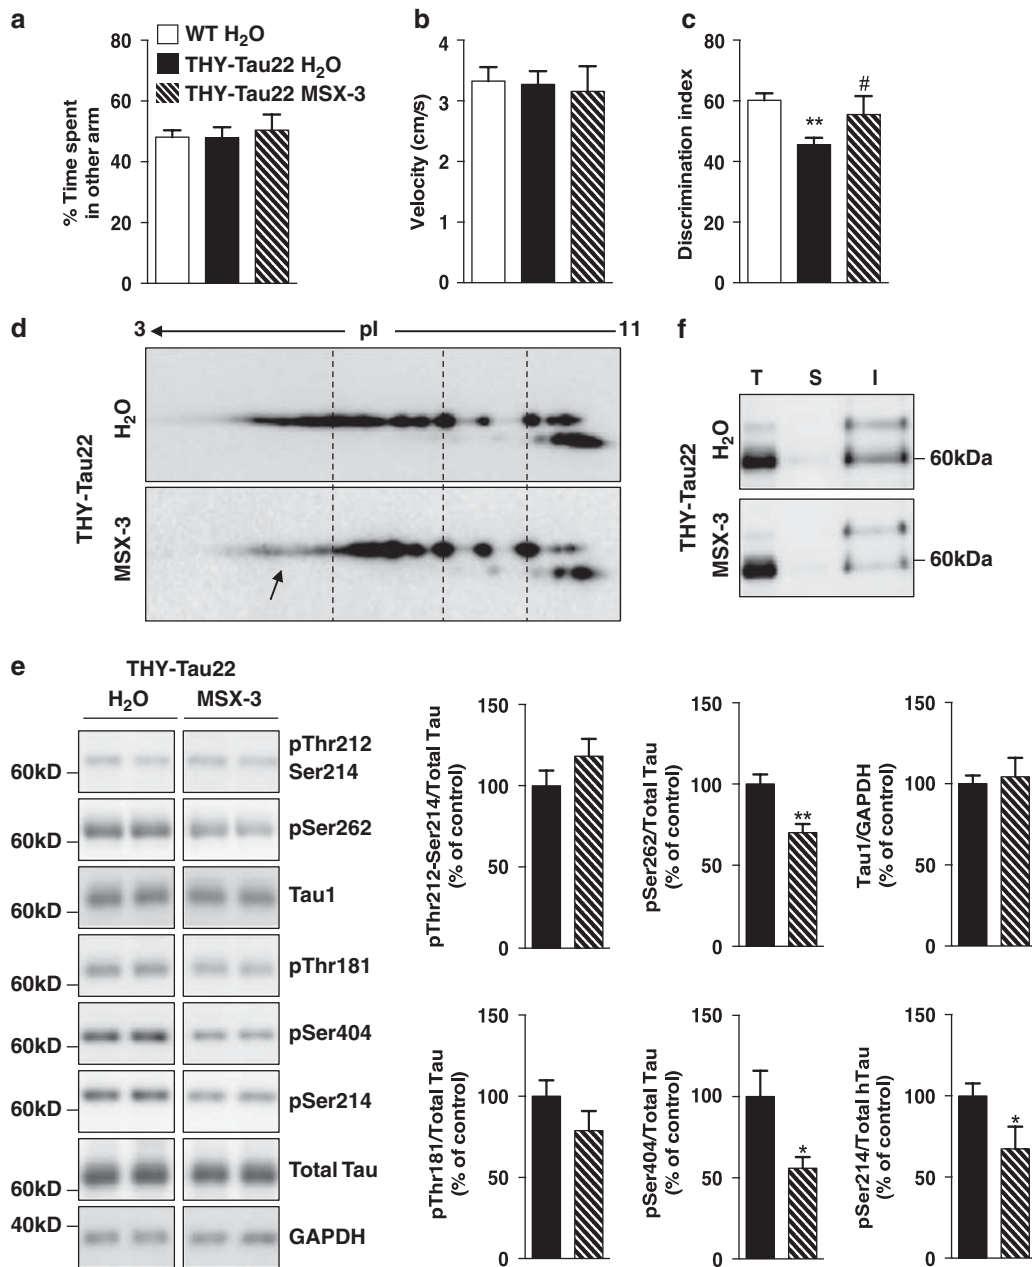 a
80
60
40
20
0
% Time spent
in other arm
WT H₂O
THY-Tau22 H₂O
THY-Tau22 MSX-3
b
4
3
2
1
0
Velocity (cm/s)
c
80
60
40
20
0
Discrimination index
**
#
d
3 pI 11
THY-Tau22
H₂O
MSX-3
f
T S I
THY-Tau22
H₂O
60kDa
MSX-3
60kDa
e
THY-Tau22
H₂O MSX-3
60kD
pThr212
Ser214
60kD
pSer262
60kD
Tau1
60kD
pThr181
60kD
pSer404
60kD
pSer214
60kD
Total Tau
40kD
GAPDH
150
100
50
0
pThr212-Ser214/Total Tau
(% of control)
150
100
50
0
pSer262/Total Tau
(% of control)
**
150
100
50
0
Tau1/GAPDH
(% of control)
150
100
50
0
pThr181/Total Tau
(% of control)
150
100
50
0
pSer404/Total Tau
(% of control)
*
150
100
50
0
pSer214/Total hTau
(% of control)
*